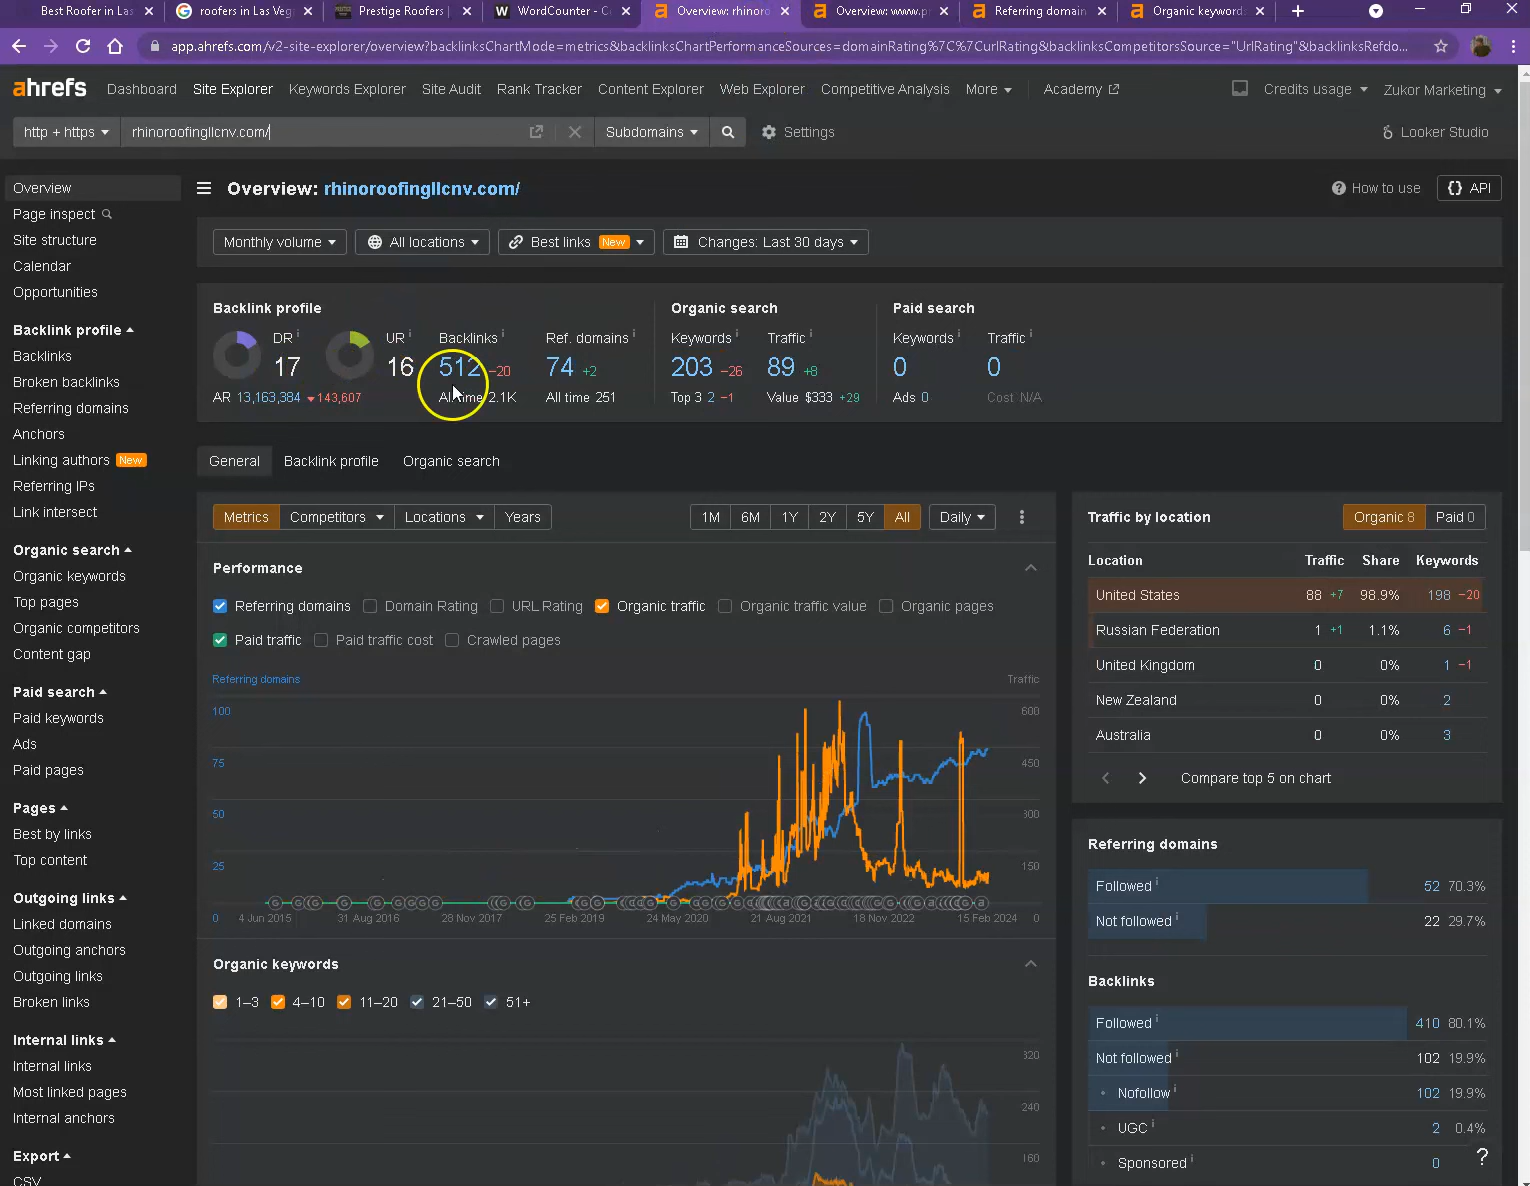 Best Roofer in Las
roofers in Las Veg
Prestige Roofers |
WordCounter - C
Overview: rhinoro
Overview: www.p
Referring domain
Organic keyword
app.ahrefs.com/v2-site-explorer/overview?backlinksChartMode=metrics&backlinksChartPerformanceSources=domainRating%7C%7CurlRating&backlinksCompetitorsSource="UrlRating"&backlinksRefdo...
ahrefs Dashboard Site Explorer Keywords Explorer Site Audit Rank Tracker Content Explorer Web Explorer Competitive Analysis More Academy Credits usage Zukor Marketing
http + https rhinoroofingllcnv.com/ Subdomains Settings Looker Studio
Overview
Page inspect
Site structure
Calendar
Opportunities
Backlink profile
Backlinks
Broken backlinks
Referring domains
Anchors
Linking authors New
Referring IPs
Link intersect
Organic search
Organic keywords
Top pages
Organic competitors
Content gap
Paid search
Paid keywords
Ads
Paid pages
Pages
Best by links
Top content
Outgoing links
Linked domains
Outgoing anchors
Outgoing links
Broken links
Internal links
Internal links
Most linked pages
Internal anchors
Export
CSV
Overview: rhinoroofingllcnv.com/ How to use {} API
Monthly volume All locations Best links New Changes: Last 30 days
Backlink profile
DR 17
UR 16
Backlinks 512 -20
Ref. domains 74 +2
AR 13,163,384 143,607
All time 2.1K
All time 251
Organic search
Keywords 203 -26
Traffic 89 +8
Top 3 2 -1
Value $333 +29
Paid search
Keywords 0
Traffic 0
Ads 0
Cost N/A
General Backlink profile Organic search
Metrics Competitors Locations Years 1M 6M 1Y 2Y 5Y All Daily
Performance
Referring domains Domain Rating URL Rating Organic traffic Organic traffic value Organic pages
Paid traffic Paid traffic cost Crawled pages
Referring domains Traffic
100 600
75 450
50 300
25 150
0 4 Jun 2015 31 Aug 2016 28 Nov 2017 25 Feb 2019 24 May 2020 21 Aug 2021 18 Nov 2022 15 Feb 2024 0
Organic keywords
1–3 4–10 11–20 21–50 51+
320
240
160
Traffic by location Organic 8 Paid 0
Location Traffic Share Keywords
United States 88 +7 98.9% 198 -20
Russian Federation 1 +1 1.1% 6 -1
United Kingdom 0 0% 1 -1
New Zealand 0 0% 2
Australia 0 0% 3
Compare top 5 on chart
Referring domains
Followed 52 70.3%
Not followed 22 29.7%
Backlinks
Followed 410 80.1%
Not followed 102 19.9%
Nofollow 102 19.9%
UGC 2 0.4%
Sponsored 0
?